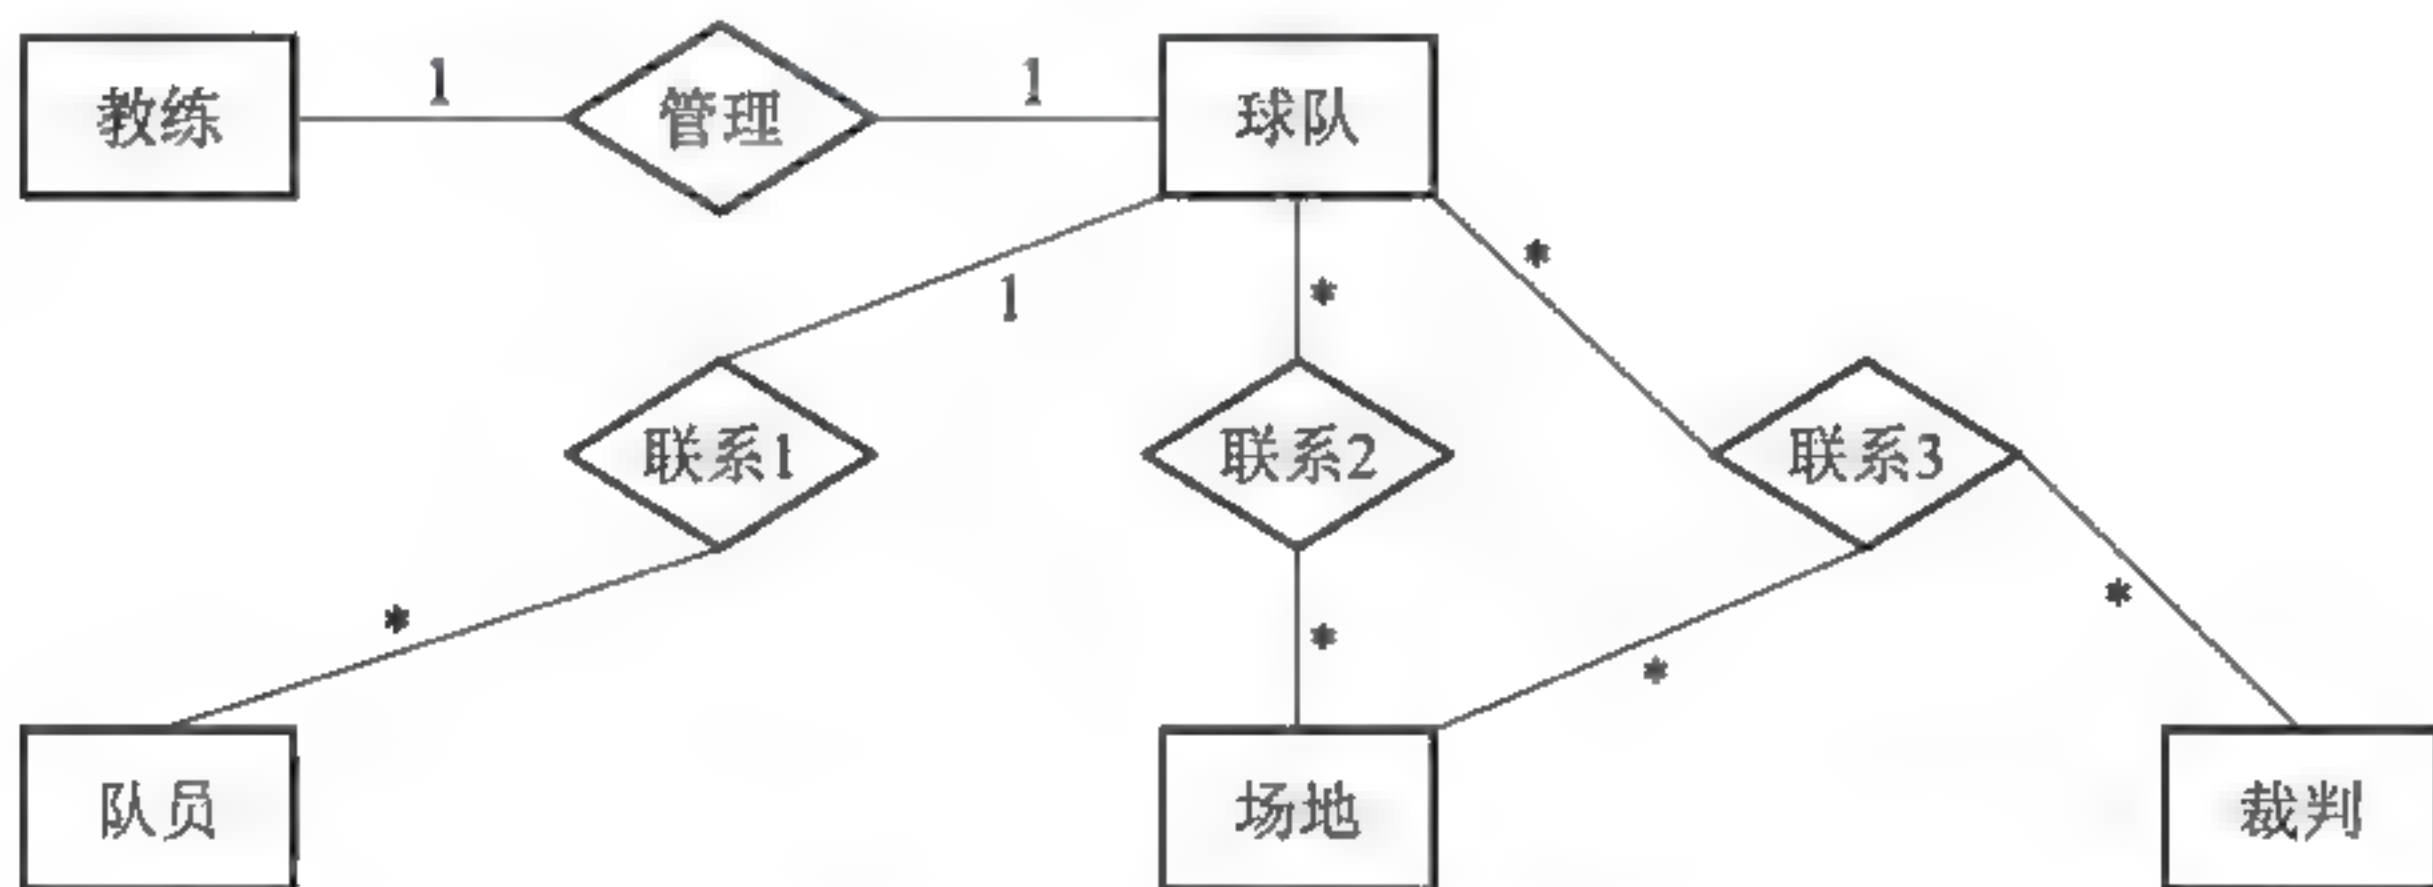 教练 1 管理 1 球队
1 * *
联系1 联系2 联系3
* * * *
队员 场地 裁判